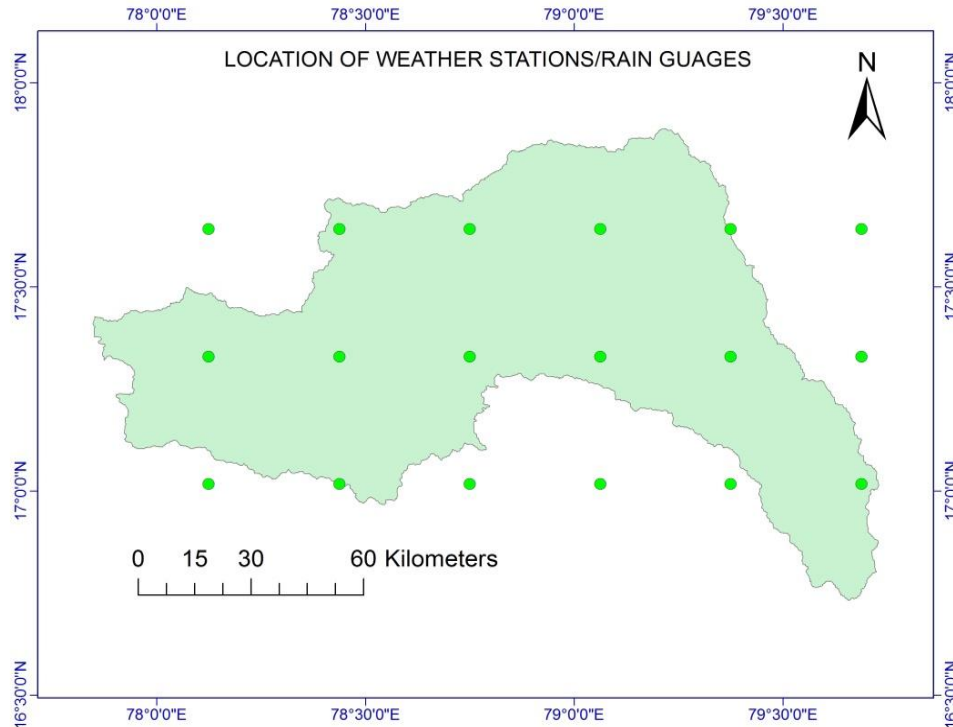 78°0'0"E 78°30'0"E 79°0'0"E 79°30'0"E
LOCATION OF WEATHER STATIONS/RAIN GUAGES
N
18°0'0"N 18°0'0"N
17°30'0"N 17°30'0"N
17°0'0"N 17°0'0"N
0 15 30 60 Kilometers
16°30'0"N 16°30'0"N
78°0'0"E 78°30'0"E 79°0'0"E 79°30'0"E